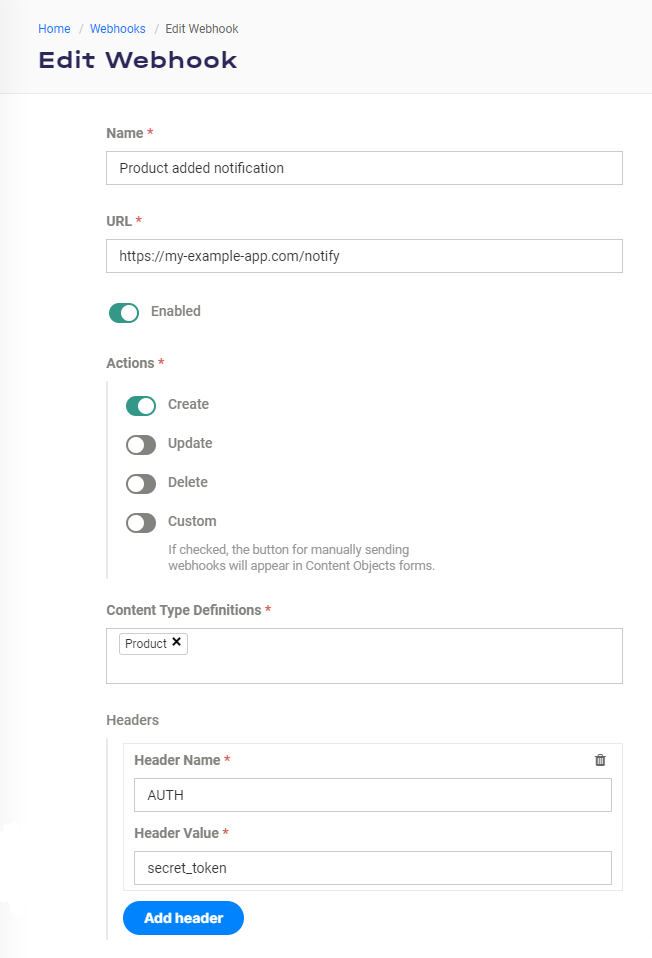 Home / Webhooks / Edit Webhook
Edit Webhook
Name *
Product added notification
URL *
https://my-example-app.com/notify
Enabled
Actions *
Create
Update
Delete
Custom
If checked, the button for manually sending
webhooks will appear in Content Objects forms.
Content Type Definitions *
Product ×
Headers
Header Name *
AUTH
Header Value *
secret_token
Add header